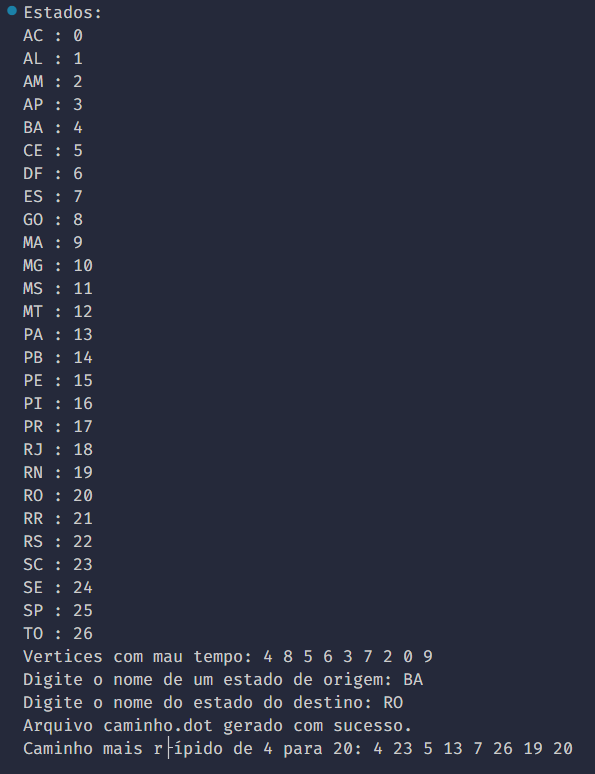 Estados:
AC : 0
AL : 1
AM : 2
AP : 3
BA : 4
CE : 5
DF : 6
ES : 7
GO : 8
MA : 9
MG : 10
MS : 11
MT : 12
PA : 13
PB : 14
PE : 15
PI : 16
PR : 17
RJ : 18
RN : 19
RO : 20
RR : 21
RS : 22
SC : 23
SE : 24
SP : 25
TO : 26
Vertices com mau tempo: 4 8 5 6 3 7 2 0 9
Digite o nome de um estado de origem: BA
Digite o nome do estado do destino: RO
Arquivo caminho.dot gerado com sucesso.
Caminho mais r├ípido de 4 para 20: 4 23 5 13 7 26 19 20